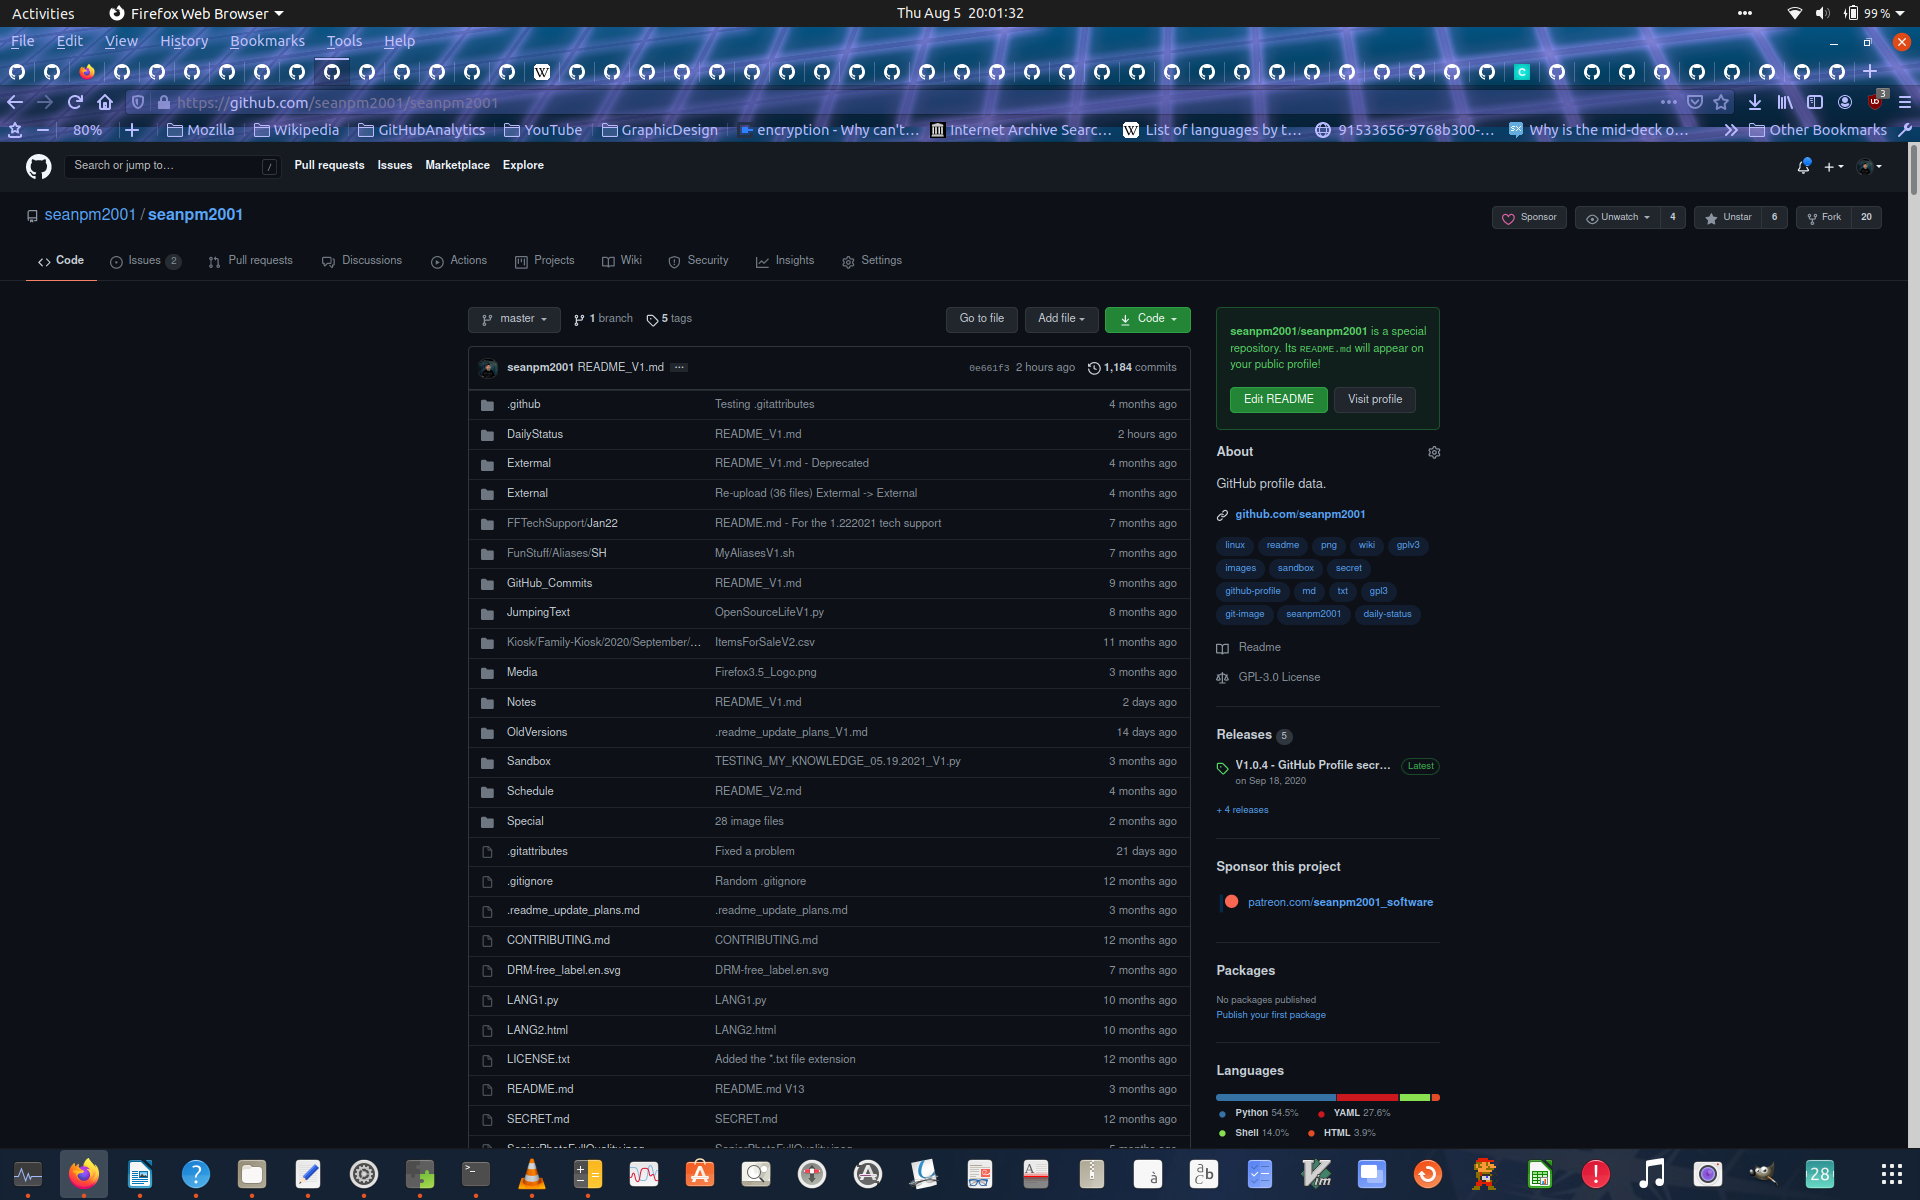 Activities
Firefox Web Browser
Thu Aug 5 20:01:32
99 %
File Edit View History Bookmarks Tools Help
https://github.com/seanpm2001/seanpm2001
3
80%
Mozilla
Wikipedia
GitHubAnalytics
YouTube
GraphicDesign
encryption - Why can't…
Internet Archive Searc…
List of languages by t…
91533656-9768b300-…
Why is the mid-deck o…
Other Bookmarks
Search or jump to…
/
Pull requests Issues Marketplace Explore
seanpm2001 / seanpm2001
Sponsor
Unwatch 4
Unstar 6
Fork 20
Code
Issues 2
Pull requests
Discussions
Actions
Projects
Wiki
Security
Insights
Settings
master
1 branch
5 tags
Go to file
Add file
Code
seanpm2001 README_V1.md ...
0e661f3 2 hours ago 1,184 commits
.github Testing .gitattributes 4 months ago
DailyStatus README_V1.md 2 hours ago
Extermal README_V1.md - Deprecated 4 months ago
External Re-upload (36 files) Extermal -> External 4 months ago
FFTechSupport/Jan22 README.md - For the 1.222021 tech support 7 months ago
FunStuff/Aliases/SH MyAliasesV1.sh 7 months ago
GitHub_Commits README_V1.md 9 months ago
JumpingText OpenSourceLifeV1.py 8 months ago
Kiosk/Family-Kiosk/2020/September/… ItemsForSaleV2.csv 11 months ago
Media Firefox3.5_Logo.png 3 months ago
Notes README_V1.md 2 days ago
OldVersions .readme_update_plans_V1.md 14 days ago
Sandbox TESTING_MY_KNOWLEDGE_05.19.2021_V1.py 3 months ago
Schedule README_V2.md 4 months ago
Special 28 image files 2 months ago
.gitattributes Fixed a problem 21 days ago
.gitignore Random .gitignore 12 months ago
.readme_update_plans.md .readme_update_plans.md 3 months ago
CONTRIBUTING.md CONTRIBUTING.md 12 months ago
DRM-free_label.en.svg DRM-free_label.en.svg 7 months ago
LANG1.py LANG1.py 10 months ago
LANG2.html LANG2.html 10 months ago
LICENSE.txt Added the *.txt file extension 12 months ago
README.md README.md V13 3 months ago
SECRET.md SECRET.md 12 months ago
seanpm2001/seanpm2001 is a special
repository. Its README.md will appear on
your public profile!
Edit README
Visit profile
About
GitHub profile data.
github.com/seanpm2001
linux readme png wiki gplv3
images sandbox secret
github-profile md txt gpl3
git-image seanpm2001 daily-status
Readme
GPL-3.0 License
Releases 5
V1.0.4 - GitHub Profile secr… Latest
on Sep 18, 2020
+ 4 releases
Sponsor this project
patreon.com/seanpm2001_software
Packages
No packages published
Publish your first package
Languages
Python 54.5% YAML 27.6%
Shell 14.0% HTML 3.9%
28